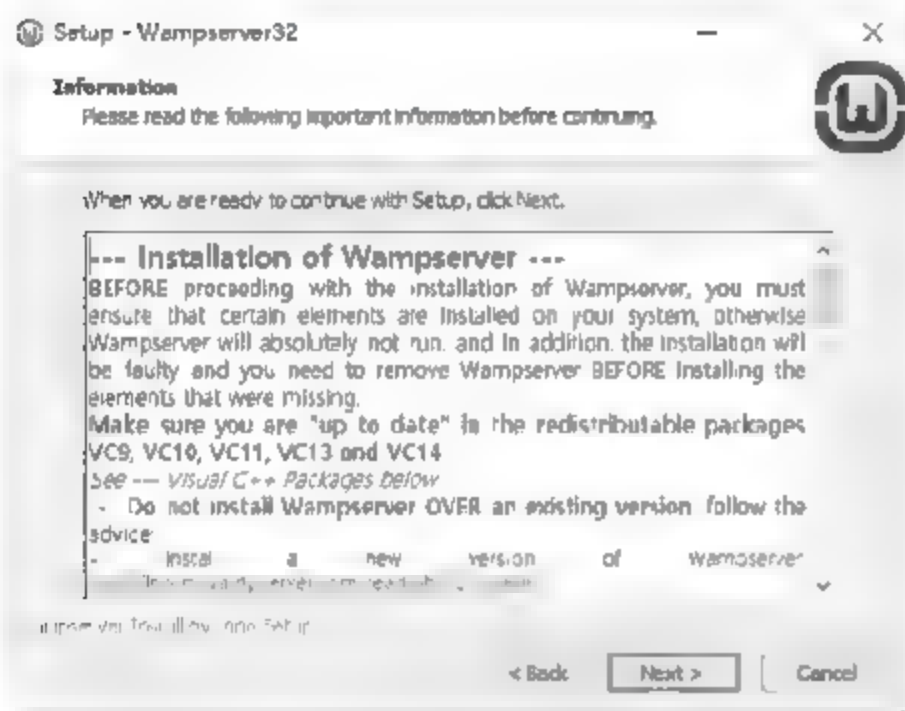 Setup - Wampserver32
Information
Please read the following important information before continuing.
When you are ready to continue with Setup, click Next.
--- Installation of Wampserver ---
BEFORE proceeding with the installation of Wampserver, you must
ensure that certain elements are installed on your system, otherwise
Wampserver will absolutely not run, and in addition, the installation will
be faulty and you need to remove Wampserver BEFORE installing the
elements that were missing.
Make sure you are "up to date" in the redistributable packages
VC9, VC10, VC11, VC13 and VC14
See --- Visual C++ Packages below
- Do not install Wampserver OVER an existing version, follow the
advice
- Install a new version of Wampserver
< Back
Next >
Cancel